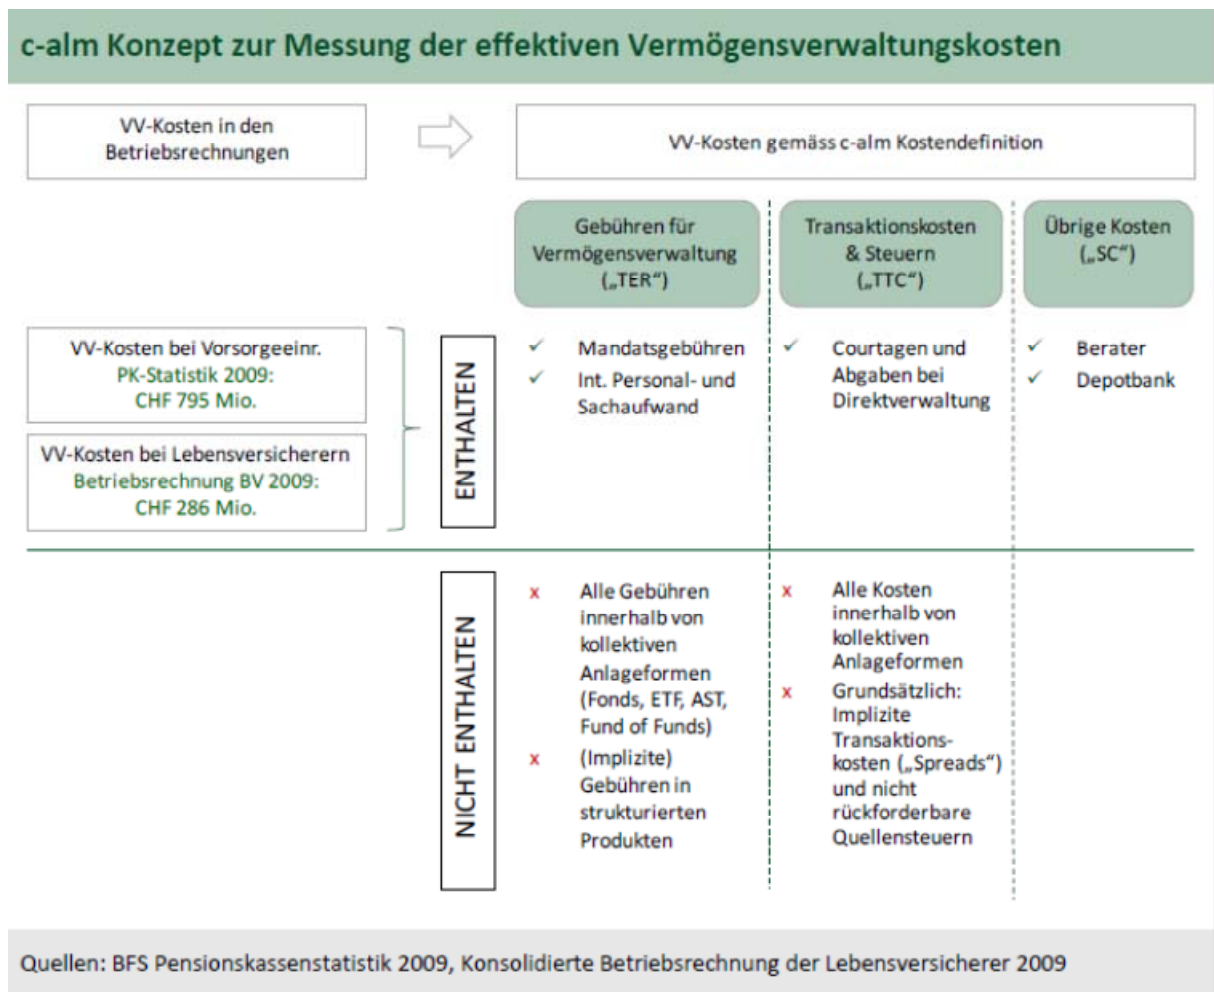 c-alm Konzept zur Messung der effektiven Vermögensverwaltungskosten
VV-Kosten in den
Betriebsrechnungen
VV-Kosten gemäss c-alm Kostendefinition
Gebühren für
Vermögensverwaltung
(„TER“)
Transaktionskosten
& Steuern
(„TTC“)
Übrige Kosten
(„SC“)
VV-Kosten bei Vorsorgeeinr.
PK-Statistik 2009:
CHF 795 Mio.
VV-Kosten bei Lebensversicherern
Betriebsrechnung BV 2009:
CHF 286 Mio.
ENTHALTEN
✓ Mandatsgebühren
✓ Int. Personal- und
Sachaufwand
✓ Courtagen und
Abgaben bei
Direktverwaltung
✓ Berater
✓ Depotbank
NICHT ENTHALTEN
x Alle Gebühren
innerhalb von
kollektiven
Anlageformen
(Fonds, ETF, AST,
Fund of Funds)
x (Implizite)
Gebühren in
strukturierten
Produkten
x Alle Kosten
innerhalb von
kollektiven
Anlageformen
x Grundsätzlich:
Implizite
Transaktions-
kosten („Spreads“)
und nicht
rückforderbare
Quellensteuern
Quellen: BFS Pensionskassenstatistik 2009, Konsolidierte Betriebsrechnung der Lebensversicherer 2009